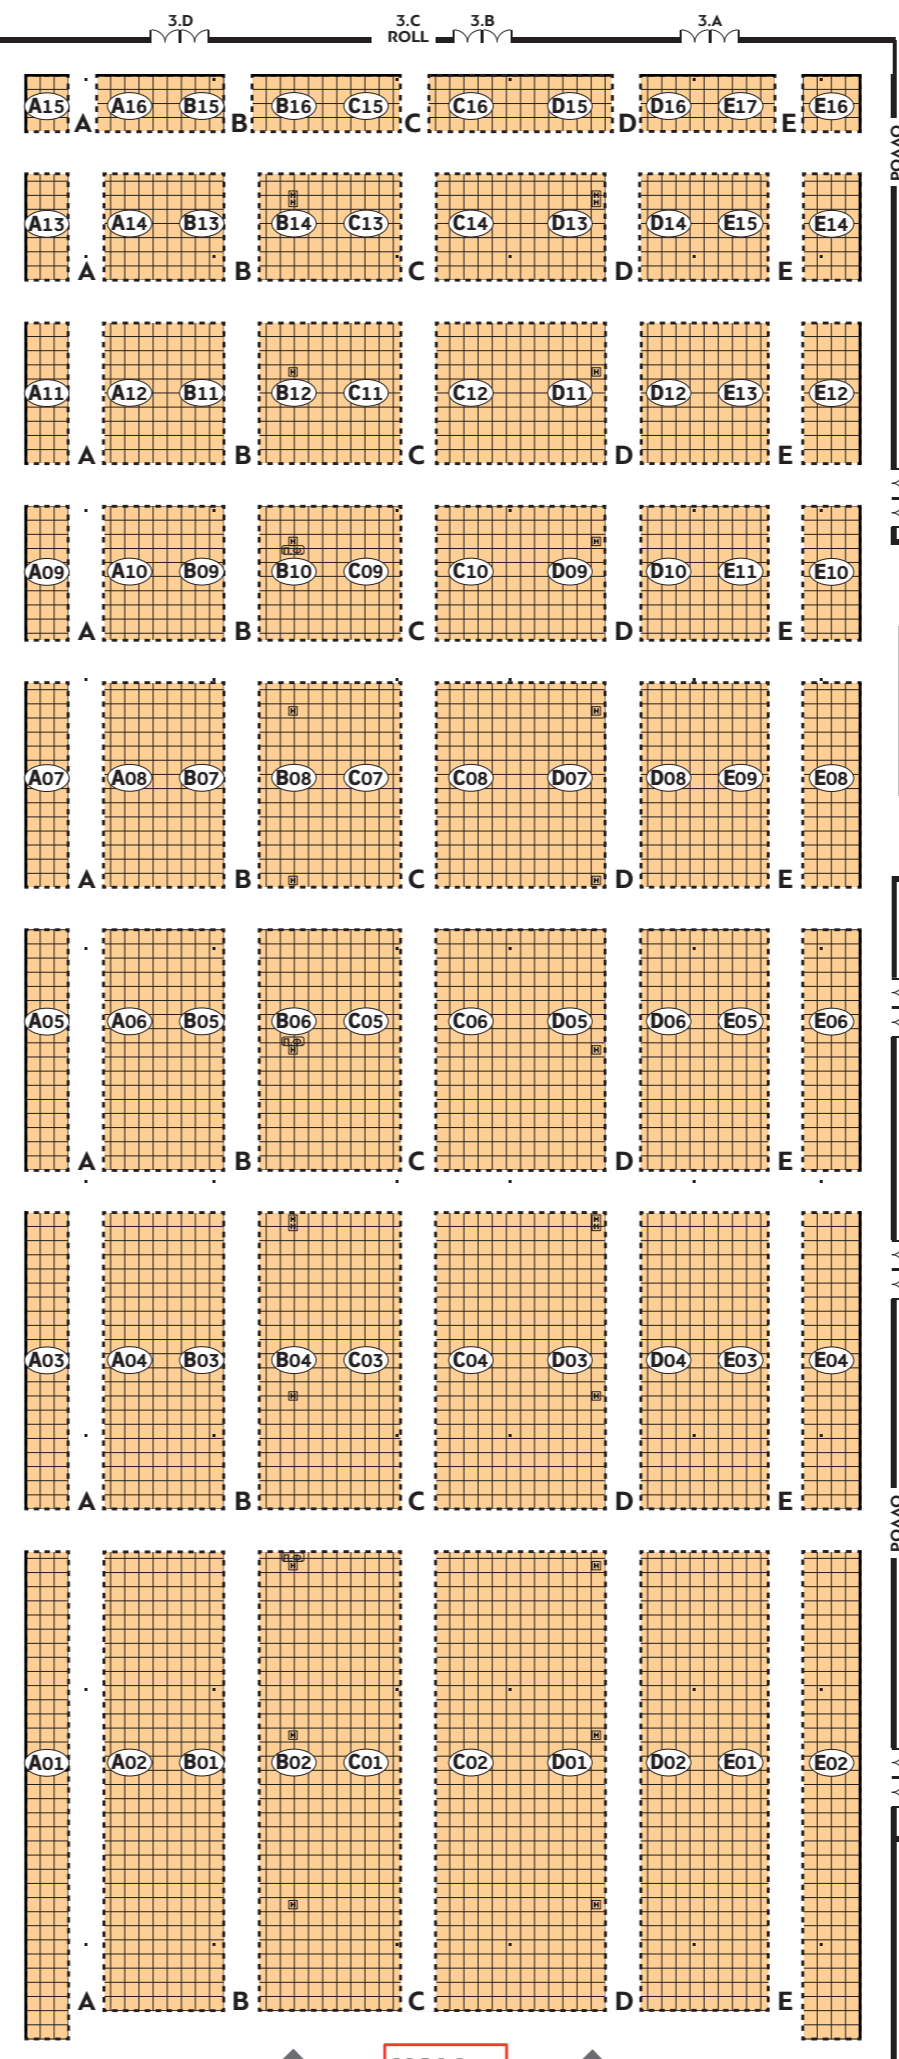 3.D 3.C 3.B 3.A
ROLL
A15 A16 B15 B16 C15 C16 D15 D16 E17 E16
A B C D E
A13 A14 B13 B14 C13 C14 D13 D14 E15 E14
A B C D E
A11 A12 B11 B12 C11 C12 D11 D12 E13 E12
A B C D E
A09 A10 B09 B10 C09 C10 D09 D10 E11 E10
A B C D E
A07 A08 B07 B08 C07 C08 D07 D08 E09 E08
A B C D E
A05 A06 B05 B06 C05 C06 D05 D06 E05 E06
A B C D E
A03 A04 B03 B04 C03 C04 D03 D04 E03 E04
A B C D E
A01 A02 B01 B02 C01 C02 D01 D02 E01 E02
A B C D E